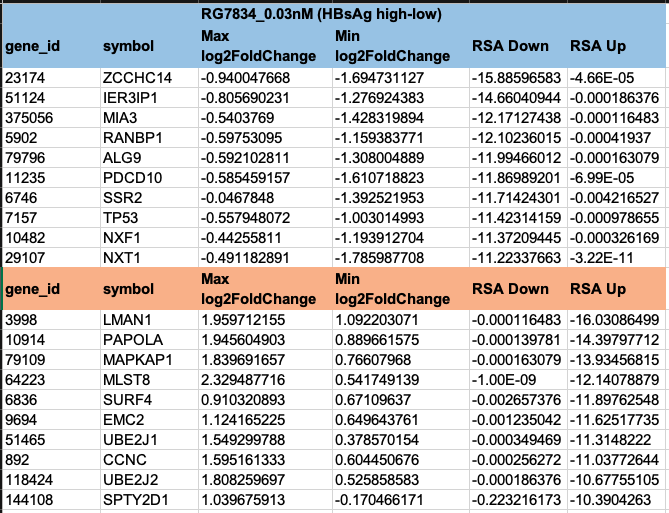 RG7834_0.03nM (HBsAg high-low)
gene_id symbol Max log2FoldChange Min log2FoldChange RSA Down RSA Up
23174 ZCCHC14 -0.940047668 -1.694731127 -15.88596583 -4.66E-05
51124 IER3IP1 -0.805690231 -1.276924383 -14.66040944 -0.000186376
375056 MIA3 -0.5403769 -1.428319894 -12.17127438 -0.000116483
5902 RANBP1 -0.59753095 -1.159383771 -12.10236015 -0.00041937
79796 ALG9 -0.592102811 -1.308004889 -11.99466012 -0.000163079
11235 PDCD10 -0.585459157 -1.610718823 -11.86989201 -6.99E-05
6746 SSR2 -0.0467848 -1.392521953 -11.71424301 -0.004216527
7157 TP53 -0.557948072 -1.003014993 -11.42314159 -0.000978655
10482 NXF1 -0.44255811 -1.193912704 -11.37209445 -0.000326169
29107 NXT1 -0.491182891 -1.785987708 -11.22337663 -3.22E-11
gene_id symbol Max log2FoldChange Min log2FoldChange RSA Down RSA Up
3998 LMAN1 1.959712155 1.092203071 -0.000116483 -16.03086499
10914 PAPOLA 1.945604903 0.889661575 -0.000139781 -14.39797712
79109 MAPKAP1 1.839691657 0.76607968 -0.000163079 -13.93456815
64223 MLST8 2.329487716 0.541749139 -1.00E-09 -12.14078879
6836 SURF4 0.910320893 0.67109637 -0.002657376 -11.89762548
9694 EMC2 1.124165225 0.649643761 -0.001235042 -11.62517735
51465 UBE2J1 1.549299788 0.378570154 -0.000349469 -11.3148222
892 CCNC 1.595161333 0.604450676 -0.000256272 -11.03772644
118424 UBE2J2 1.808259697 0.525858583 -0.000186376 -10.67755105
144108 SPTY2D1 1.039675913 -0.170466171 -0.223216173 -10.3904263